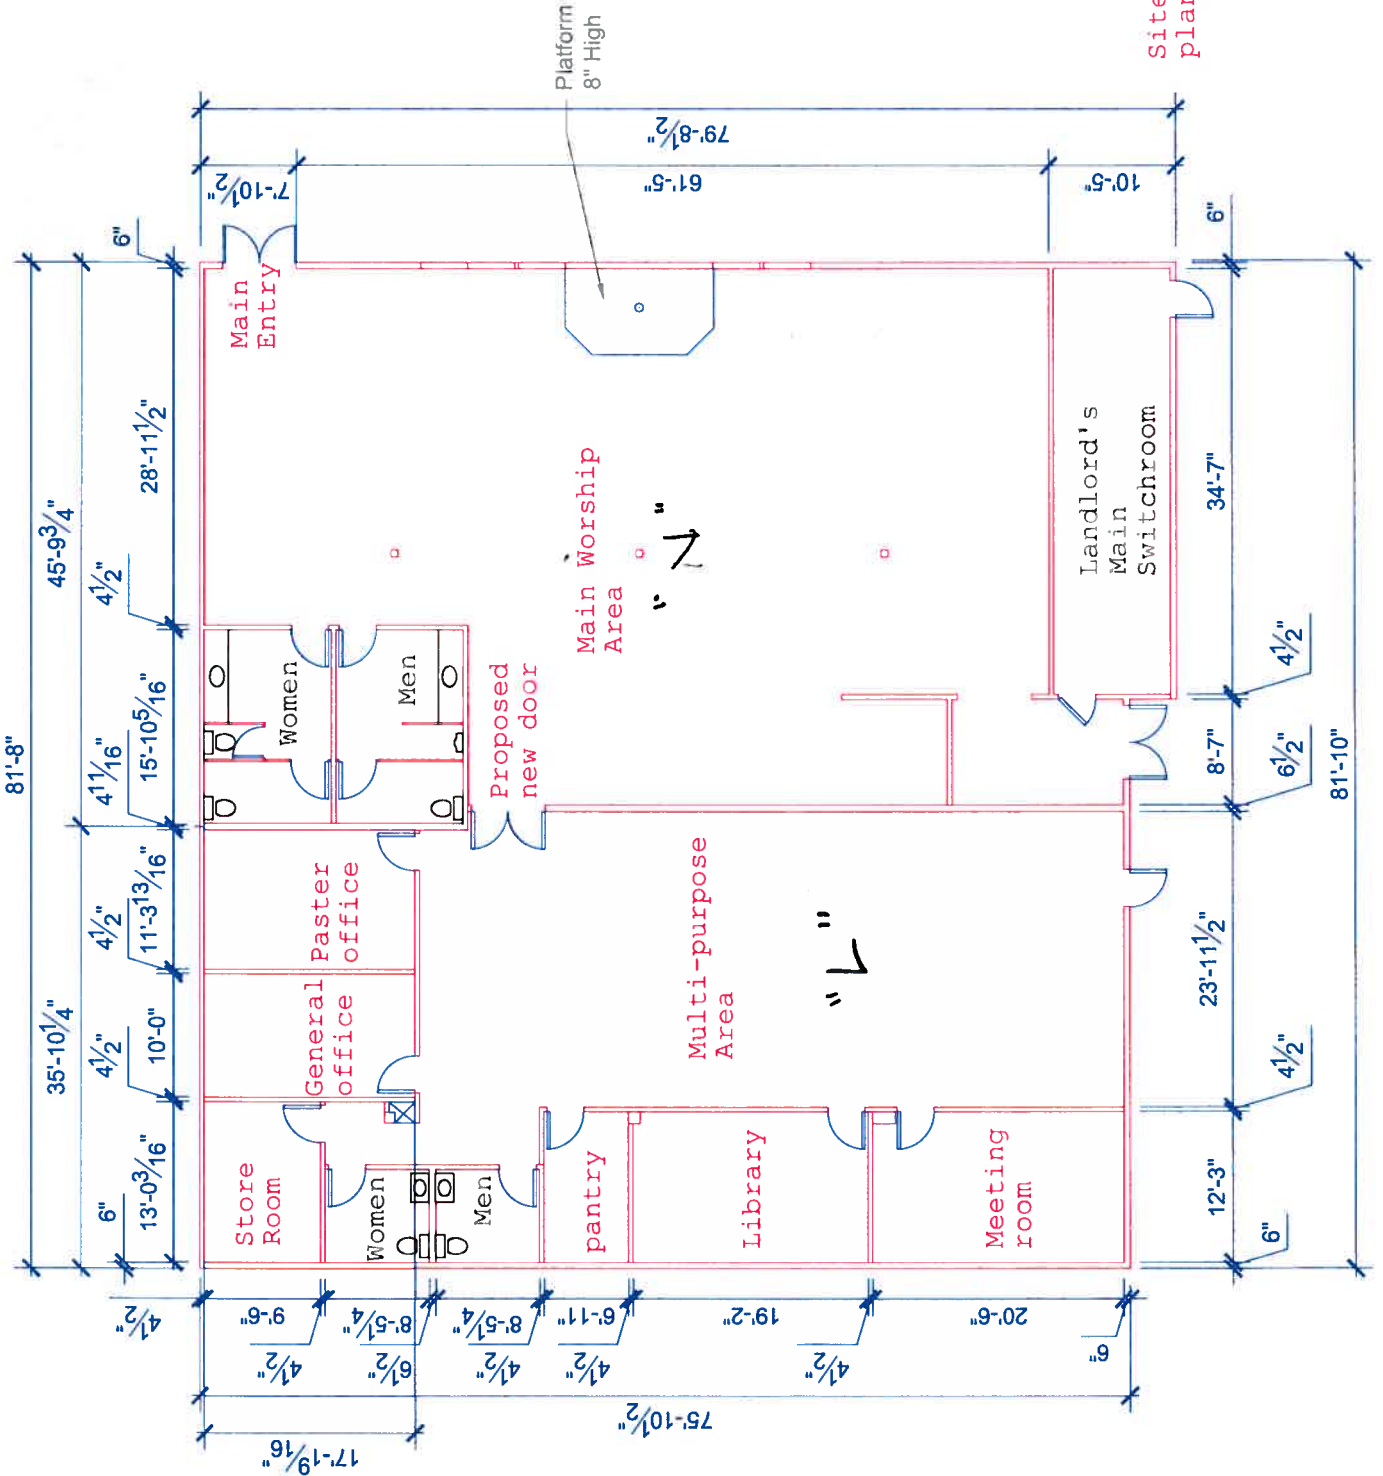 81'-8"
35'-10¼"
45'-9¾"
6"
13'-0³⁄₁₆"
4½"
10'-0"
4½"
11'-3¹³⁄₁₆"
4¹¹⁄₁₆"
15'-10⁵⁄₁₆"
4½"
28'-11½"
6"
79'-8½"
7'-10½"
61'-5"
10'-5"
Platform
8" High
Site
Main
Entry
Women
Men
Proposed
new door
Main Worship
Area
" "
Landlord's
Main
Switchroom
Paster
office
General
office
Store
Room
Women
Men
pantry
Library
Meeting
room
Multi-purpose
Area
" "
4½"
9'-6"
4½"
8'-5¼"
6½"
8'-5¼"
4½"
6'-11"
4½"
19'-2"
4½"
20'-6"
6"
75'-10½"
17'-1⁹⁄₁₆"
6"
12'-3"
4½"
23'-11½"
6½"
8'-7"
4½"
34'-7"
6"
81'-10"